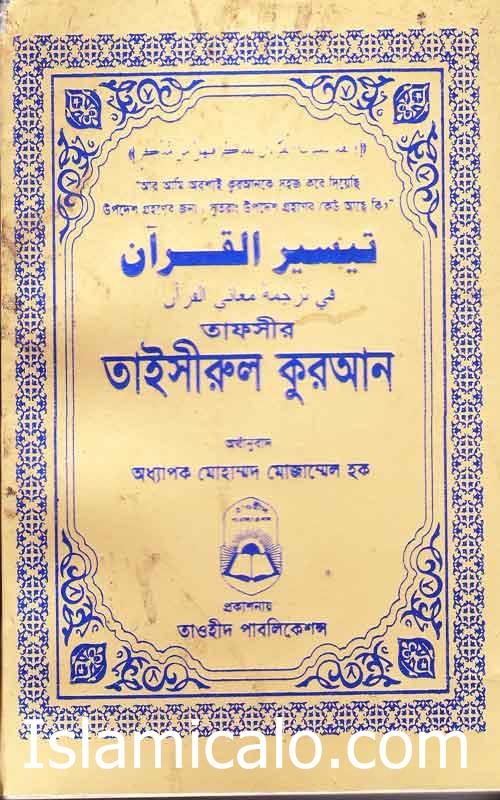 "আর আমি অবশ্যই কুরআনকে সহজ করে দিয়েছি
উপদেশ গ্রহণের জন্য, সুতরাং উপদেশ গ্রহণের কেউ আছে কি?"
تيسير القرآن
في ترجمة معاني القرآن
তাফসীর
তাইসীরুল কুরআন
অর্থানুবাদ
অধ্যাপক মোহাম্মদ মোজাম্মেল হক
প্রকাশনায়
তাওহীদ পাবলিকেশন্স
Islamicalo.com